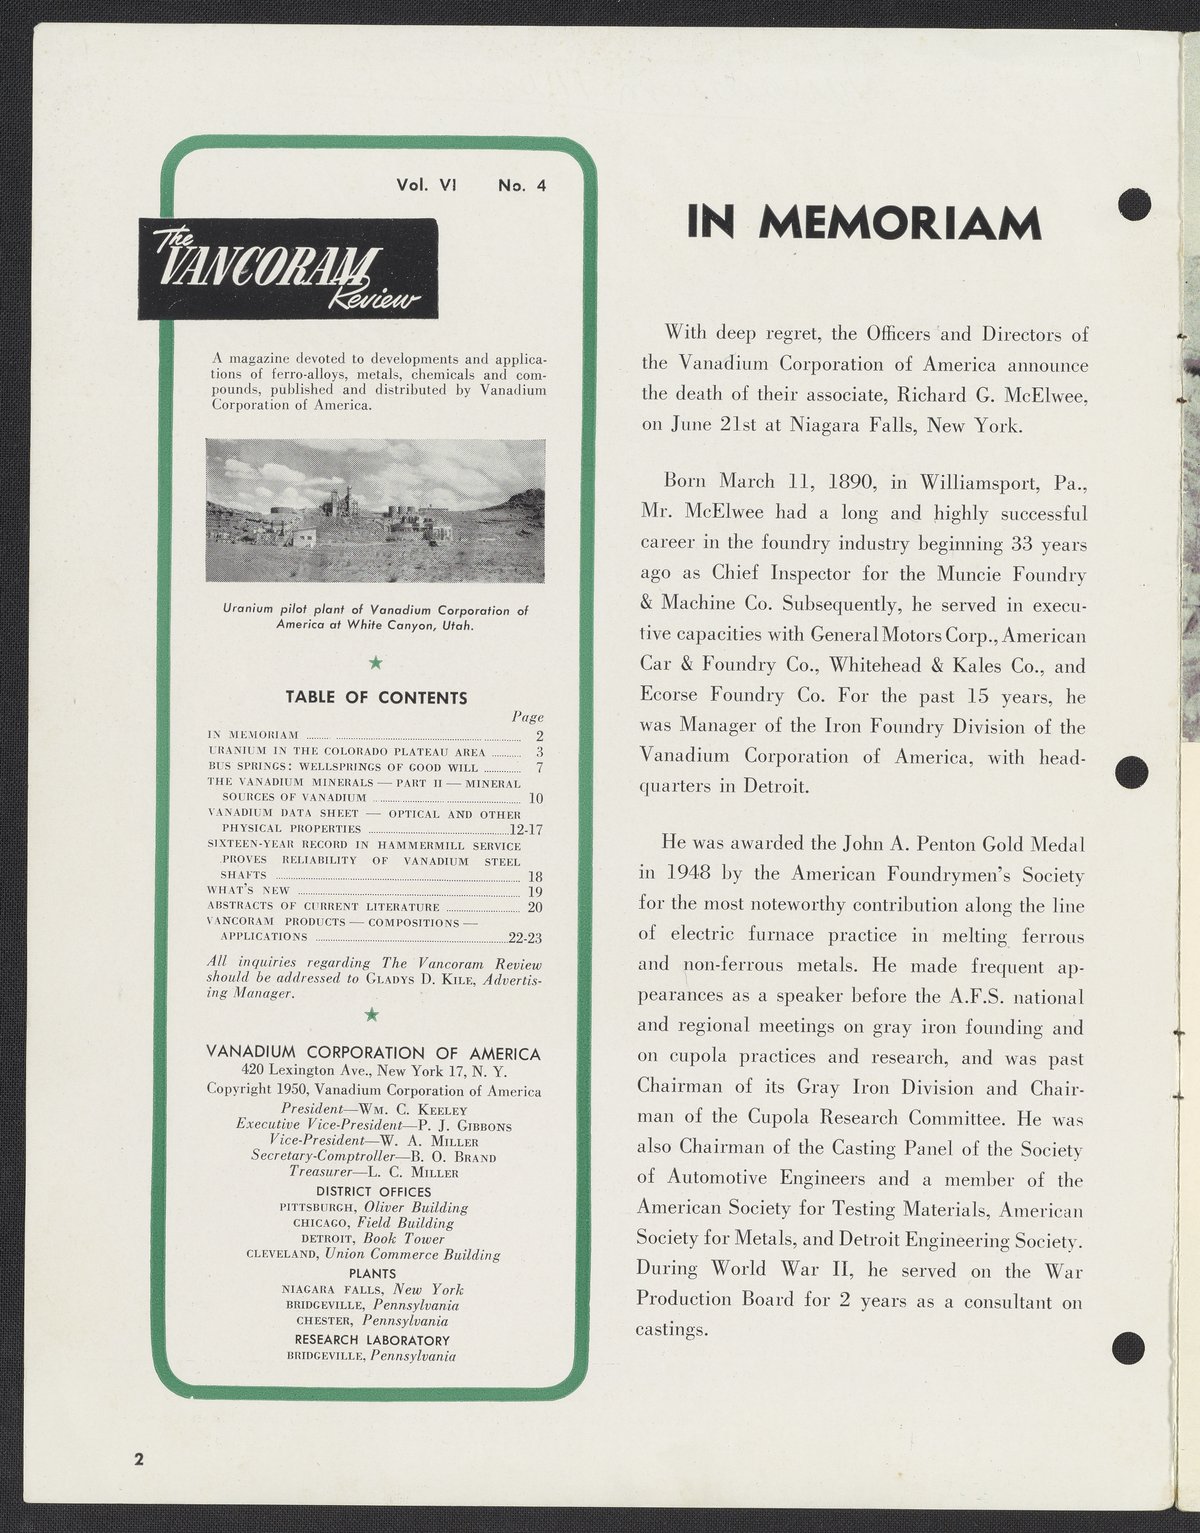 Vol. VI No. 4
The
VANCORAM
Review
A magazine devoted to developments and applica-
tions of ferro-alloys, metals, chemicals and com-
pounds, published and distributed by Vanadium
Corporation of America.
Uranium pilot plant of Vanadium Corporation of
America at White Canyon, Utah.
TABLE OF CONTENTS
Page
IN MEMORIAM 2
URANIUM IN THE COLORADO PLATEAU AREA 3
BUS SPRINGS: WELLSPRINGS OF GOOD WILL 7
THE VANADIUM MINERALS — PART II — MINERAL
SOURCES OF VANADIUM 10
VANADIUM DATA SHEET — OPTICAL AND OTHER
PHYSICAL PROPERTIES 12-17
SIXTEEN-YEAR RECORD IN HAMMERMILL SERVICE
PROVES RELIABILITY OF VANADIUM STEEL
SHAFTS 18
WHAT'S NEW 19
ABSTRACTS OF CURRENT LITERATURE 20
VANCORAM PRODUCTS — COMPOSITIONS —
APPLICATIONS 22-23
All inquiries regarding The Vancoram Review
should be addressed to GLADYS D. KILE, Advertis-
ing Manager.
VANADIUM CORPORATION OF AMERICA
420 Lexington Ave., New York 17, N. Y.
Copyright 1950, Vanadium Corporation of America
President—WM. C. KEELEY
Executive Vice-President—P. J. GIBBONS
Vice-President—W. A. MILLER
Secretary-Comptroller—B. O. BRAND
Treasurer—L. C. MILLER
DISTRICT OFFICES
PITTSBURGH, Oliver Building
CHICAGO, Field Building
DETROIT, Book Tower
CLEVELAND, Union Commerce Building
PLANTS
NIAGARA FALLS, New York
BRIDGEVILLE, Pennsylvania
CHESTER, Pennsylvania
RESEARCH LABORATORY
BRIDGEVILLE, Pennsylvania
IN MEMORIAM
With deep regret, the Officers and Directors of
the Vanadium Corporation of America announce
the death of their associate, Richard G. McElwee,
on June 21st at Niagara Falls, New York.
Born March 11, 1890, in Williamsport, Pa.,
Mr. McElwee had a long and highly successful
career in the foundry industry beginning 33 years
ago as Chief Inspector for the Muncie Foundry
& Machine Co. Subsequently, he served in execu-
tive capacities with General Motors Corp., American
Car & Foundry Co., Whitehead & Kales Co., and
Ecorse Foundry Co. For the past 15 years, he
was Manager of the Iron Foundry Division of the
Vanadium Corporation of America, with head-
quarters in Detroit.
He was awarded the John A. Penton Gold Medal
in 1948 by the American Foundrymen's Society
for the most noteworthy contribution along the line
of electric furnace practice in melting ferrous
and non-ferrous metals. He made frequent ap-
pearances as a speaker before the A.F.S. national
and regional meetings on gray iron founding and
on cupola practices and research, and was past
Chairman of its Gray Iron Division and Chair-
man of the Cupola Research Committee. He was
also Chairman of the Casting Panel of the Society
of Automotive Engineers and a member of the
American Society for Testing Materials, American
Society for Metals, and Detroit Engineering Society.
During World War II, he served on the War
Production Board for 2 years as a consultant on
castings.
2